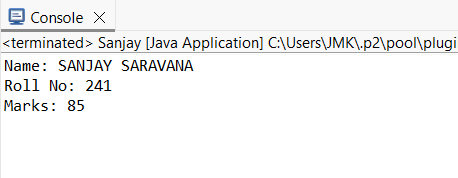 Console
<terminated> Sanjay [Java Application] C:\Users\JMK\.p2\pool\plugi
Name: SANJAY SARAVANA
Roll No: 241
Marks: 85